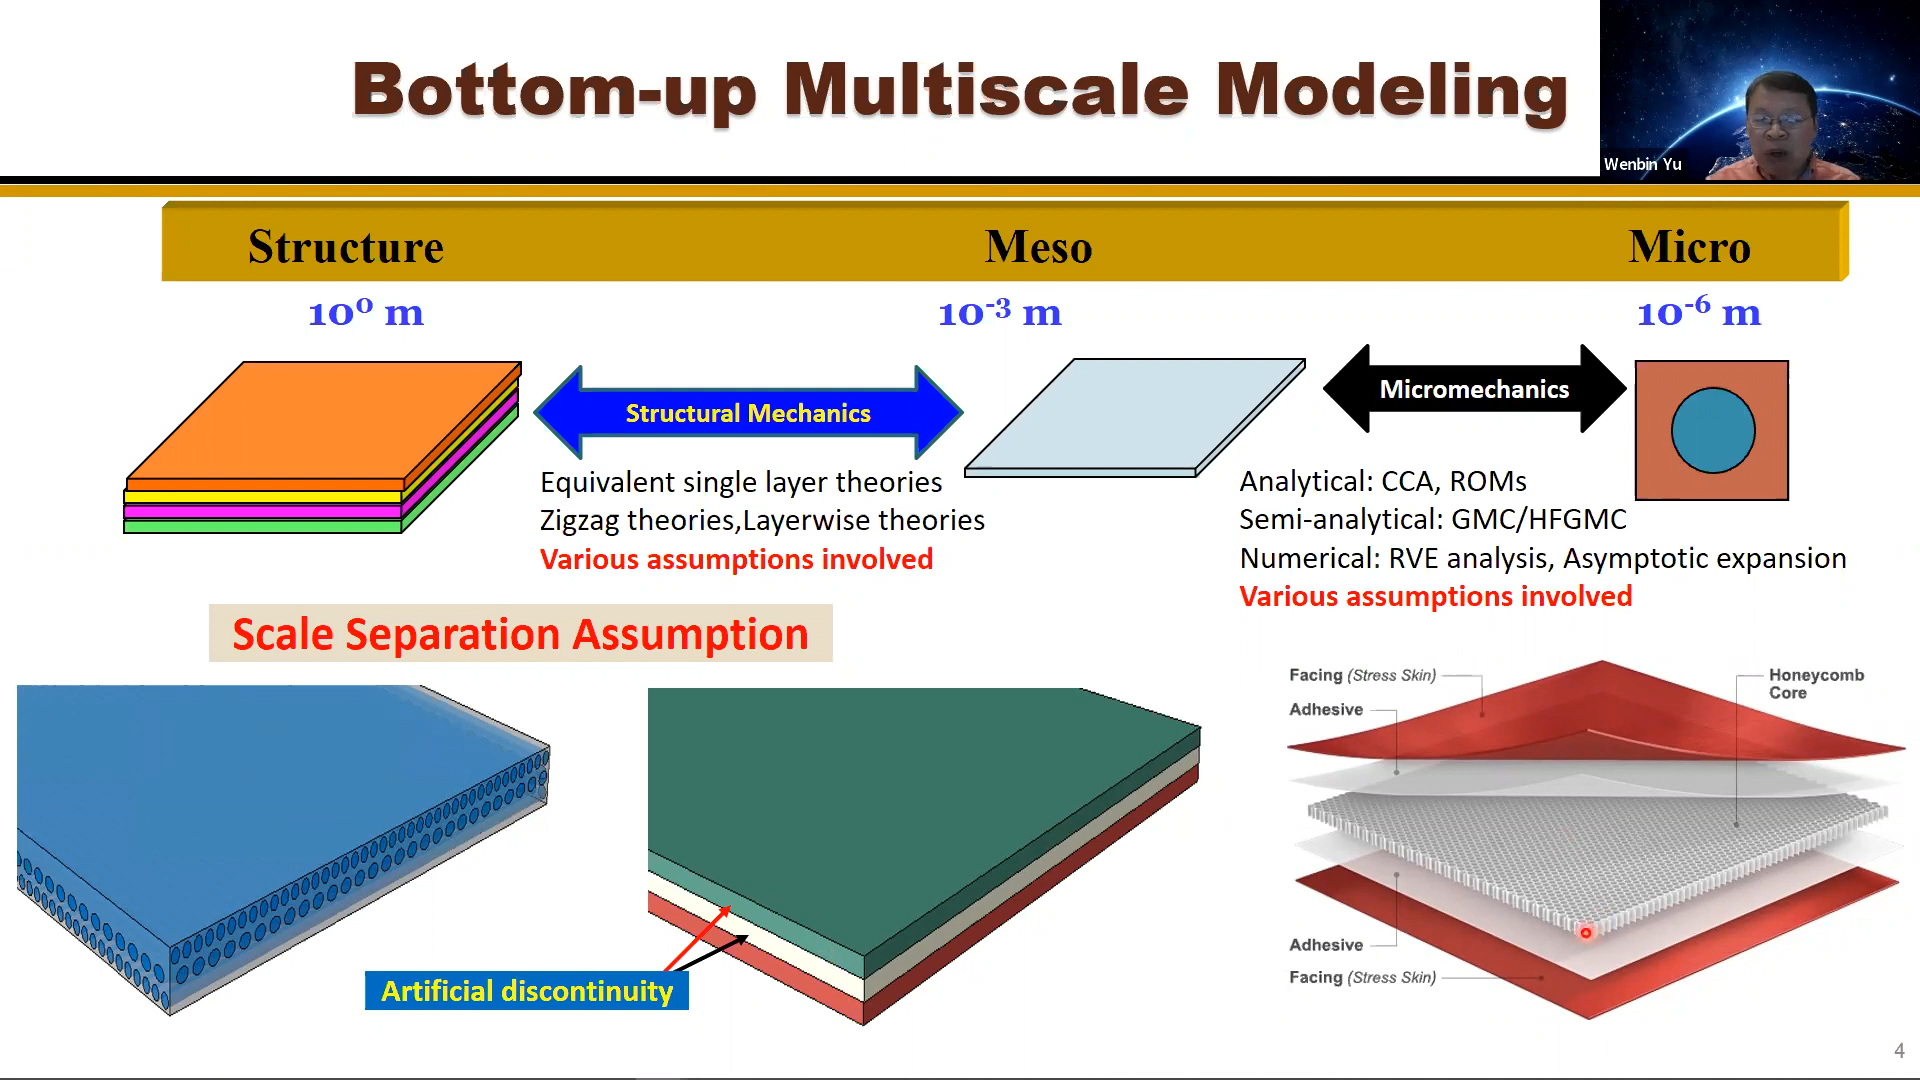 Bottom-up Multiscale Modeling
Wenbin Yu
Structure Meso Micro
10⁰ m 10⁻³ m 10⁻⁶ m
Structural Mechanics
Micromechanics
Equivalent single layer theories
Zigzag theories,Layerwise theories
Various assumptions involved
Analytical: CCA, ROMs
Semi-analytical: GMC/HFGMC
Numerical: RVE analysis, Asymptotic expansion
Various assumptions involved
Scale Separation Assumption
Artificial discontinuity
Facing (Stress Skin)
Adhesive
Honeycomb
Core
Adhesive
Facing (Stress Skin)
4